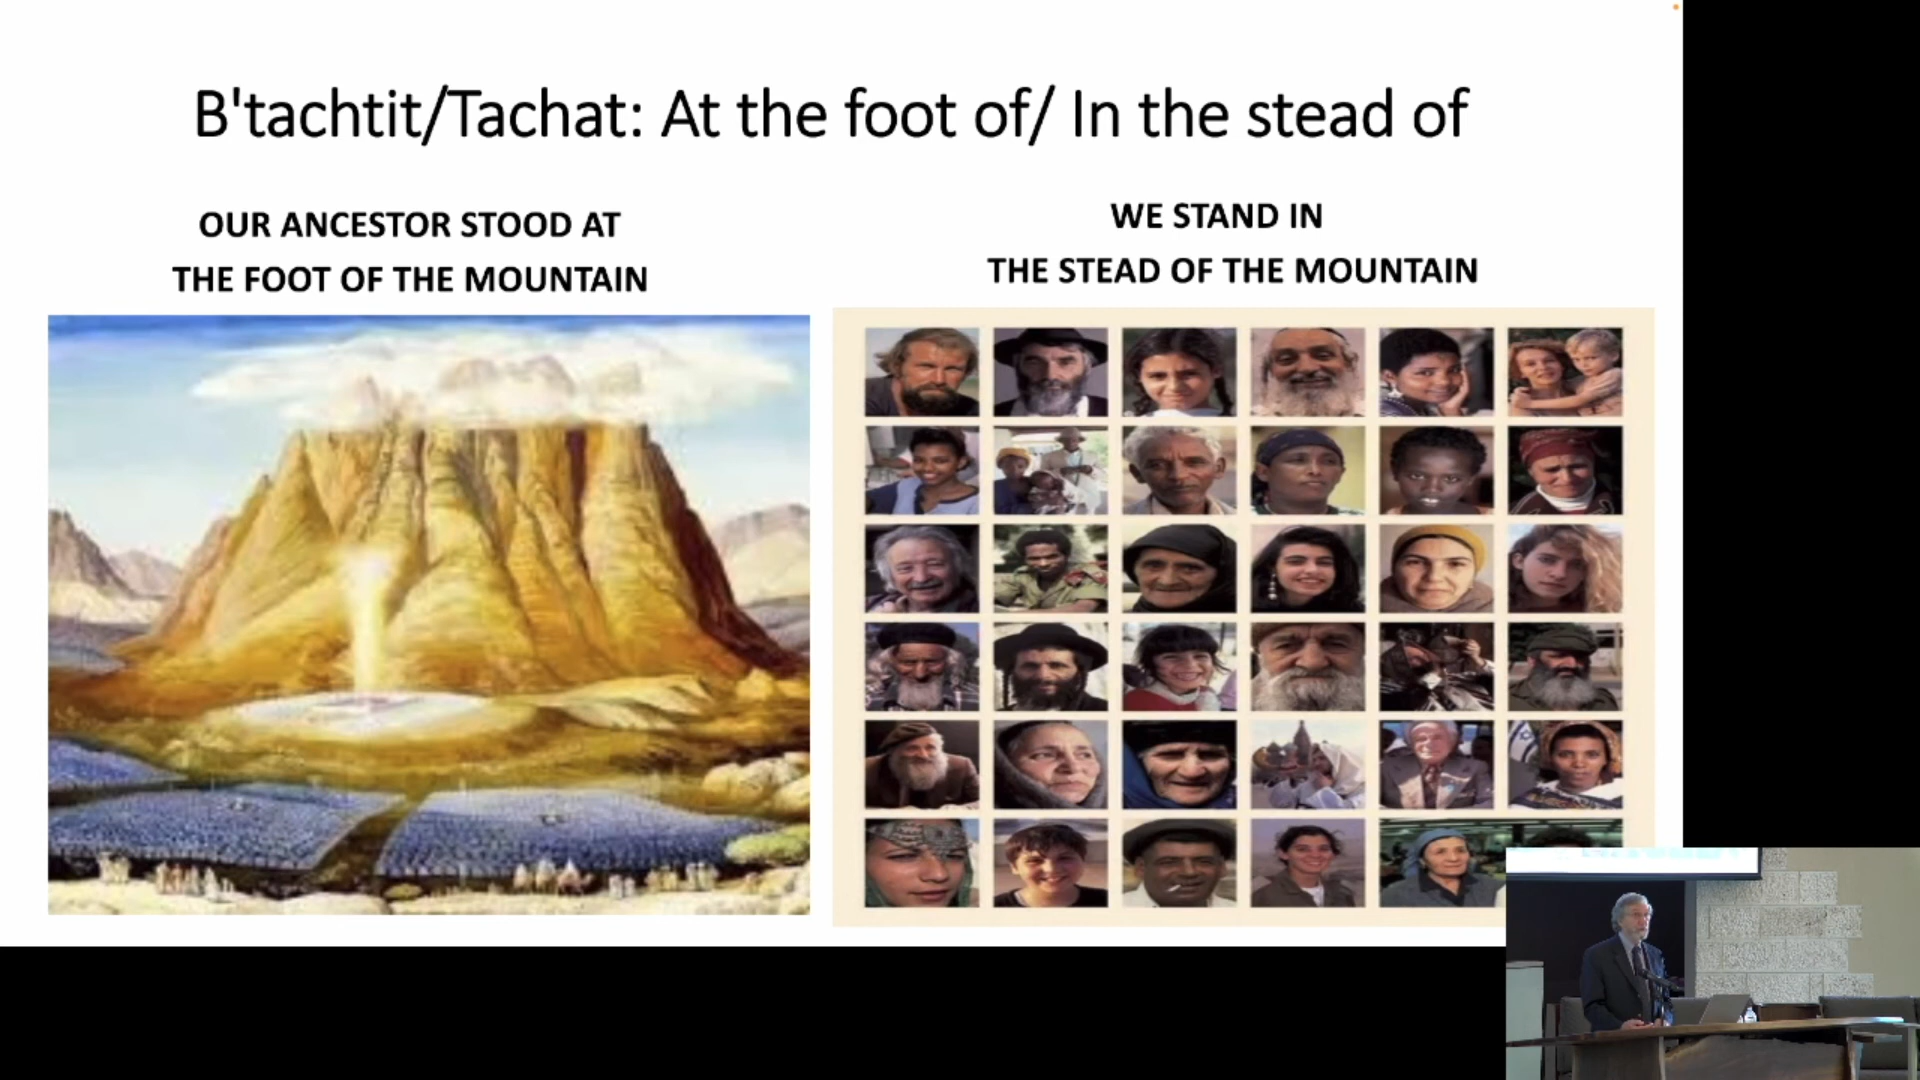 B'tachtit/Tachat: At the foot of/ In the stead of
OUR ANCESTOR STOOD AT
THE FOOT OF THE MOUNTAIN
WE STAND IN
THE STEAD OF THE MOUNTAIN